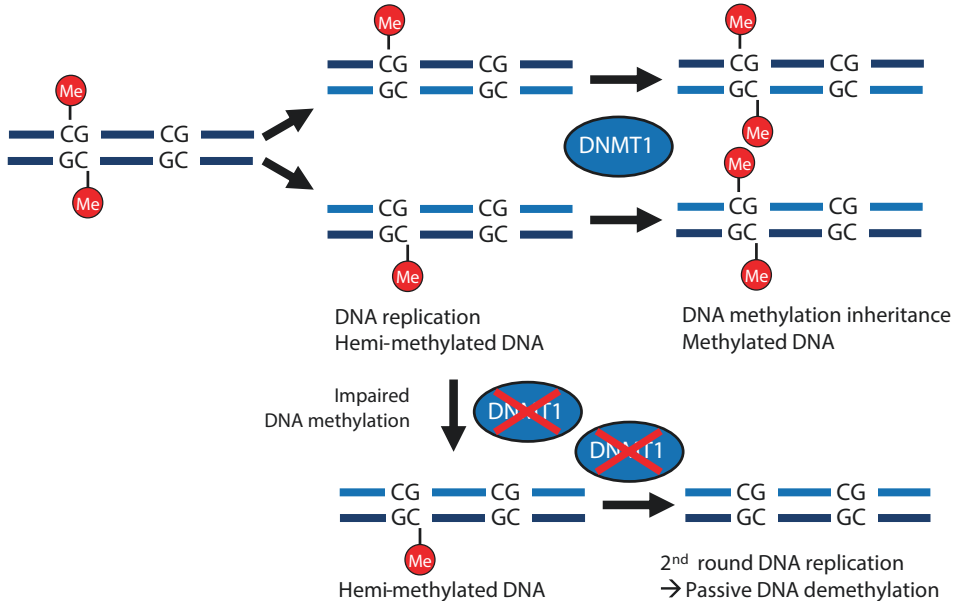 Me
CG CG
GC GC
Me
Me
CG CG
GC GC
CG CG
GC GC
Me
DNMT1
Me
CG CG
GC GC
Me
Me
CG CG
GC GC
Me
DNA replication
Hemi-methylated DNA
DNA methylation inheritance
Methylated DNA
Impaired
DNA methylation
DNMT1
DNMT1
CG CG
GC GC
Me
Hemi-methylated DNA
CG CG
GC GC
2nd round DNA replication
→ Passive DNA demethylation